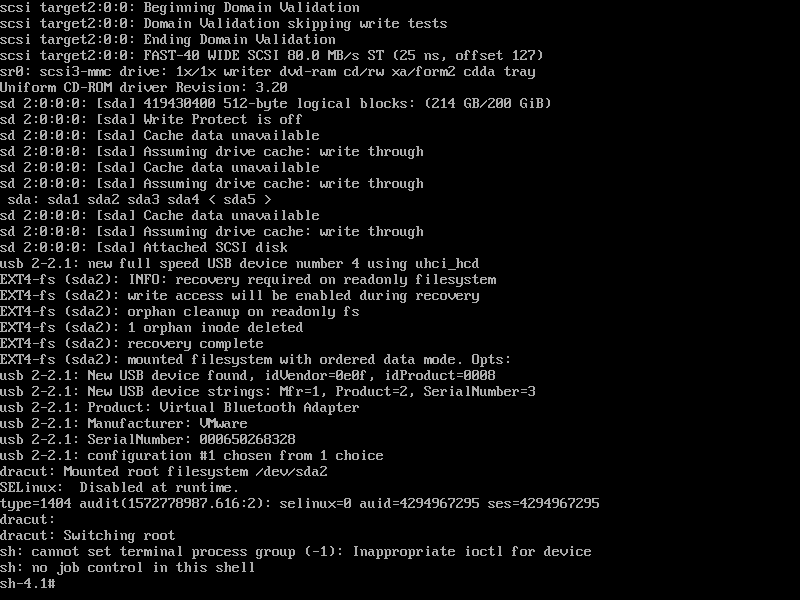 scsi target2:0:0: Beginning Domain Validation
scsi target2:0:0: Domain Validation skipping write tests
scsi target2:0:0: Ending Domain Validation
scsi target2:0:0: FAST-40 WIDE SCSI 80.0 MB/s ST (25 ns, offset 127)
sr0: scsi3-mmc drive: 1x/1x writer dvd-ram cd/rw xa/form2 cdda tray
Uniform CD-ROM driver Revision: 3.20
sd 2:0:0:0: [sda] 419430400 512-byte logical blocks: (214 GB/200 GiB)
sd 2:0:0:0: [sda] Write Protect is off
sd 2:0:0:0: [sda] Cache data unavailable
sd 2:0:0:0: [sda] Assuming drive cache: write through
sd 2:0:0:0: [sda] Cache data unavailable
sd 2:0:0:0: [sda] Assuming drive cache: write through
 sda: sda1 sda2 sda3 sda4 < sda5 >
sd 2:0:0:0: [sda] Cache data unavailable
sd 2:0:0:0: [sda] Assuming drive cache: write through
sd 2:0:0:0: [sda] Attached SCSI disk
usb 2-2.1: new full speed USB device number 4 using uhci_hcd
EXT4-fs (sda2): INFO: recovery required on readonly filesystem
EXT4-fs (sda2): write access will be enabled during recovery
EXT4-fs (sda2): orphan cleanup on readonly fs
EXT4-fs (sda2): 1 orphan inode deleted
EXT4-fs (sda2): recovery complete
EXT4-fs (sda2): mounted filesystem with ordered data mode. Opts:
usb 2-2.1: New USB device found, idVendor=0e0f, idProduct=0008
usb 2-2.1: New USB device strings: Mfr=1, Product=2, SerialNumber=3
usb 2-2.1: Product: Virtual Bluetooth Adapter
usb 2-2.1: Manufacturer: VMware
usb 2-2.1: SerialNumber: 000650268328
usb 2-2.1: configuration #1 chosen from 1 choice
dracut: Mounted root filesystem /dev/sda2
SELinux:  Disabled at runtime.
type=1404 audit(1572778987.616:2): selinux=0 auid=4294967295 ses=4294967295
dracut:
dracut: Switching root
sh: cannot set terminal process group (-1): Inappropriate ioctl for device
sh: no job control in this shell
sh-4.1#